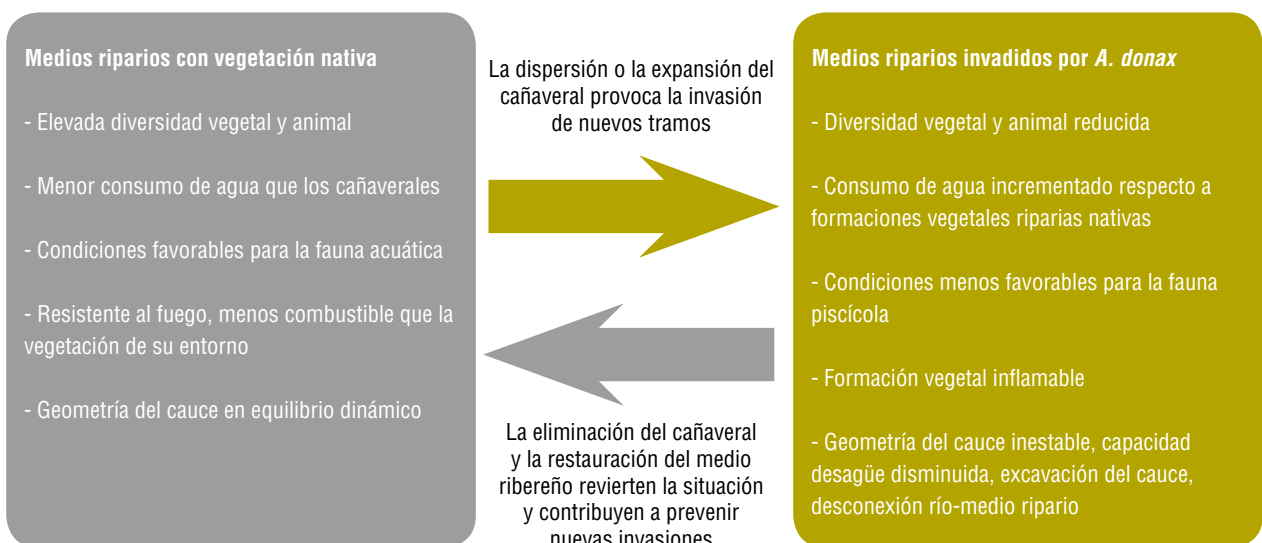 Medios riparios con vegetación nativa
- Elevada diversidad vegetal y animal
- Menor consumo de agua que los cañaverales
- Condiciones favorables para la fauna acuática
- Resistente al fuego, menos combustible que la
vegetación de su entorno
- Geometría del cauce en equilibrio dinámico
La dispersión o la expansión del
cañaveral provoca la invasión
de nuevos tramos
La eliminación del cañaveral
y la restauración del medio
ribereño revierten la situación
y contribuyen a prevenir
nuevas invasiones
Medios riparios invadidos por A. donax
- Diversidad vegetal y animal reducida
- Consumo de agua incrementado respecto a
formaciones vegetales riparias nativas
- Condiciones menos favorables para la fauna
piscícola
- Formación vegetal inflamable
- Geometría del cauce inestable, capacidad
desagüe disminuida, excavación del cauce,
desconexión río-medio ripario